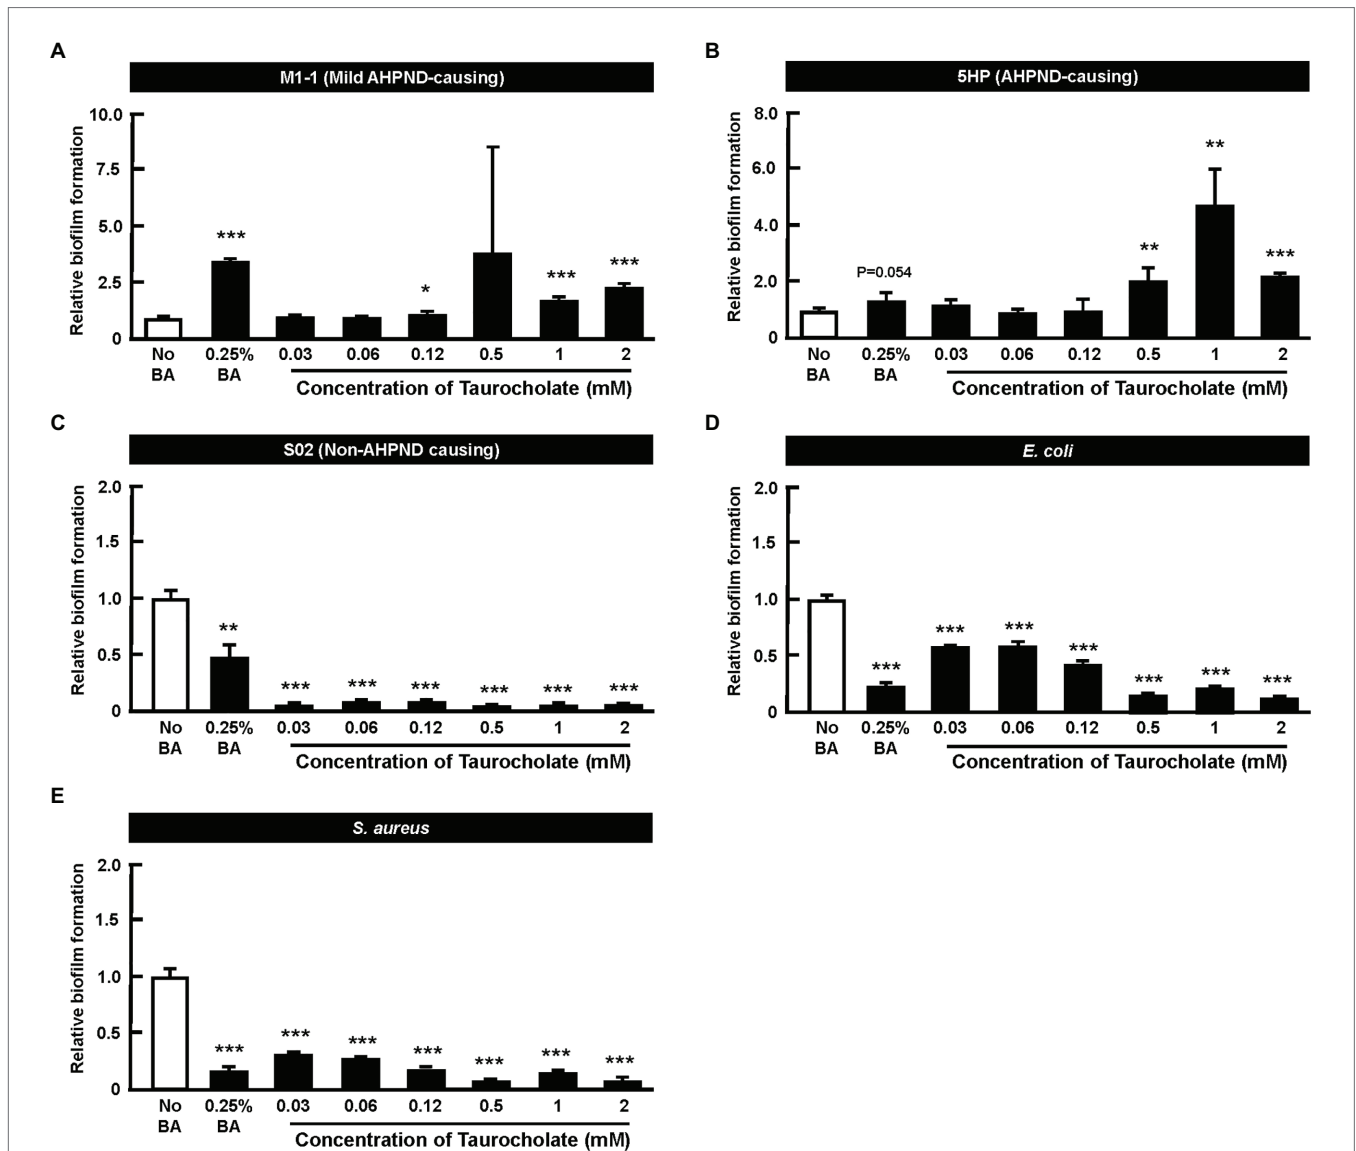 A
M1-1 (Mild AHPND-causing)
Relative biofilm formation
10.0
7.5
5.0
2.5
0
***
*
***
***
No BA
0.25% BA
0.03
0.06
0.12
0.5
1
2
Concentration of Taurocholate (mM)
B
5HP (AHPND-causing)
Relative biofilm formation
8.0
6.0
4.0
2.0
0
P=0.054
**
**
***
No BA
0.25% BA
0.03
0.06
0.12
0.5
1
2
Concentration of Taurocholate (mM)
C
S02 (Non-AHPND causing)
Relative biofilm formation
2.0
1.5
1.0
0.5
0
**
***
***
***
***
***
***
No BA
0.25% BA
0.03
0.06
0.12
0.5
1
2
Concentration of Taurocholate (mM)
D
E. coli
Relative biofilm formation
2.0
1.5
1.0
0.5
0
***
***
***
***
***
***
***
No BA
0.25% BA
0.03
0.06
0.12
0.5
1
2
Concentration of Taurocholate (mM)
E
S. aureus
Relative biofilm formation
2.0
1.5
1.0
0.5
0
***
***
***
***
***
***
***
No BA
0.25% BA
0.03
0.06
0.12
0.5
1
2
Concentration of Taurocholate (mM)